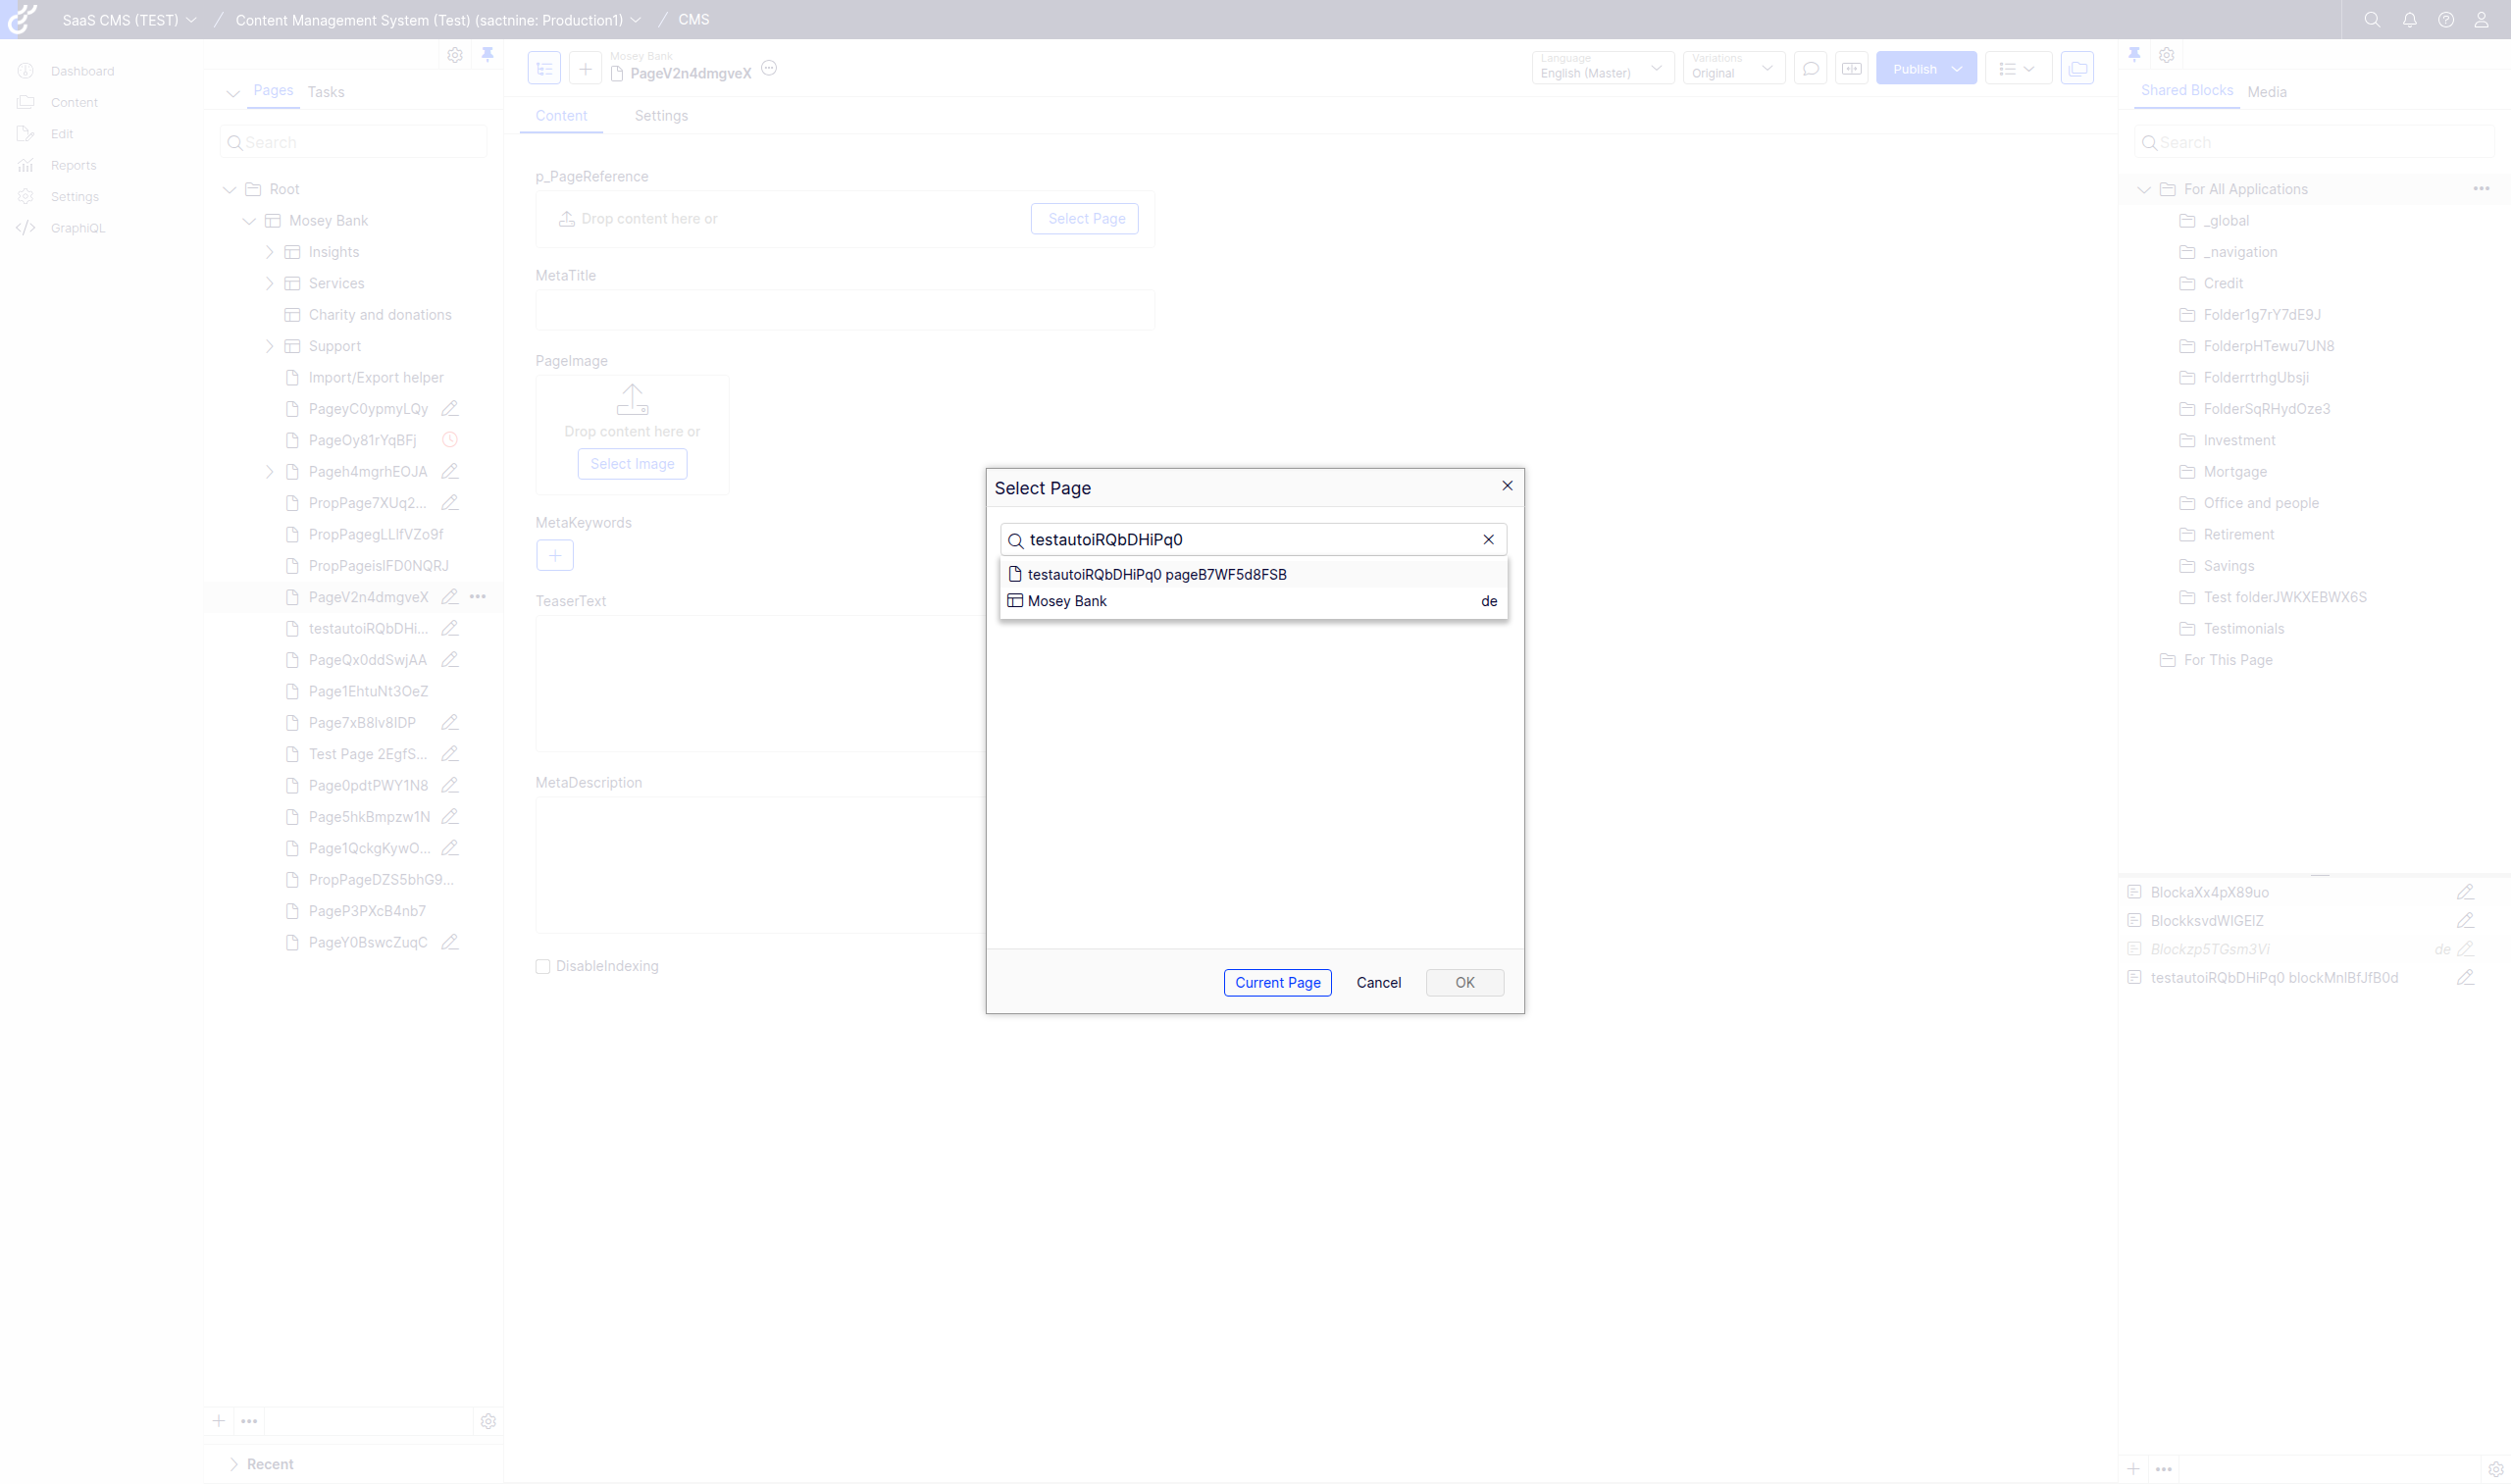 SaaS CMS (TEST) / Content Management System (Test) (sactnine: Production1) / CMS
Dashboard
Content
Edit
Reports
Settings
GraphiQL
Pages Tasks
Search
Root
Mosey Bank
Insights
Services
Charity and donations
Support
Import/Export helper
PageyC0ypmyLQy
PageOy81rYqBFj
Pageh4mgrhEOJA
PropPage7XUq2...
PropPagegLLlfVZo9f
PropPageisIFD0NQRJ
PageV2n4dmgveX
testautoiRQbDHi...
PageQx0ddSwjAA
Page1EhtuNt3OeZ
Page7xB8lv8IDP
Test Page 2EgfS...
Page0pdtPWY1N8
Page5hkBmpzw1N
Page1QckgKywO...
PropPageDZS5bhG9...
PageP3PXcB4nb7
PageY0BswcZuqC
Recent
Mosey Bank
PageV2n4dmgveX
Language
English (Master)
Variations
Original
Publish
Content Settings
p_PageReference
Drop content here or Select Page
MetaTitle
PageImage
Drop content here or
Select Image
MetaKeywords
TeaserText
MetaDescription
DisableIndexing
Select Page
testautoiRQbDHiPq0
testautoiRQbDHiPq0 pageB7WF5d8FSB
Mosey Bank de
Current Page Cancel OK
Shared Blocks Media
Search
For All Applications
_global
_navigation
Credit
Folder1g7rY7dE9J
FolderpHTewu7UN8
FolderrtrhgUbsji
FolderSqRHydOze3
Investment
Mortgage
Office and people
Retirement
Savings
Test folderJWKXEBWX6S
Testimonials
For This Page
BlockaXx4pX89uo
BlockksvdWIGEIZ
Blockzp5TGsm3Vi de
testautoiRQbDHiPq0 blockMnlBfJfB0d